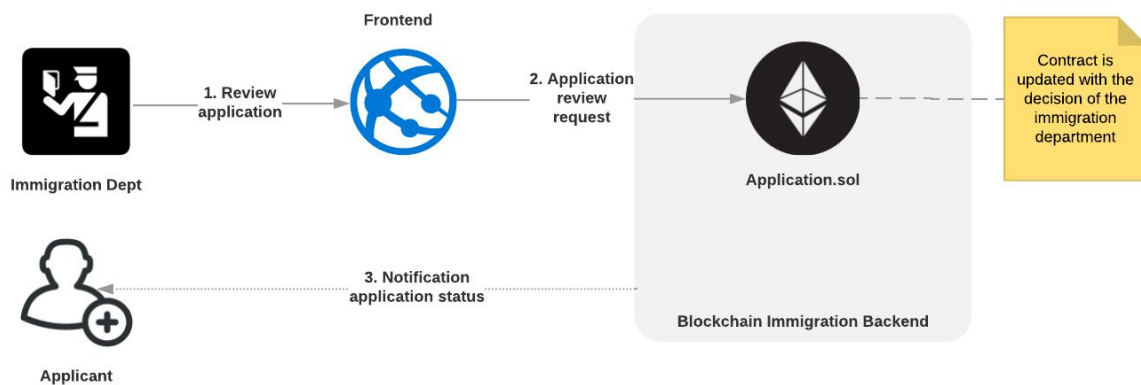 Frontend
1. Review
application
2. Application
review
request
Contract is
updated with the
decision of the
immigration
department
Immigration Dept
Application.sol
3. Notification
application status
Blockchain Immigration Backend
Applicant